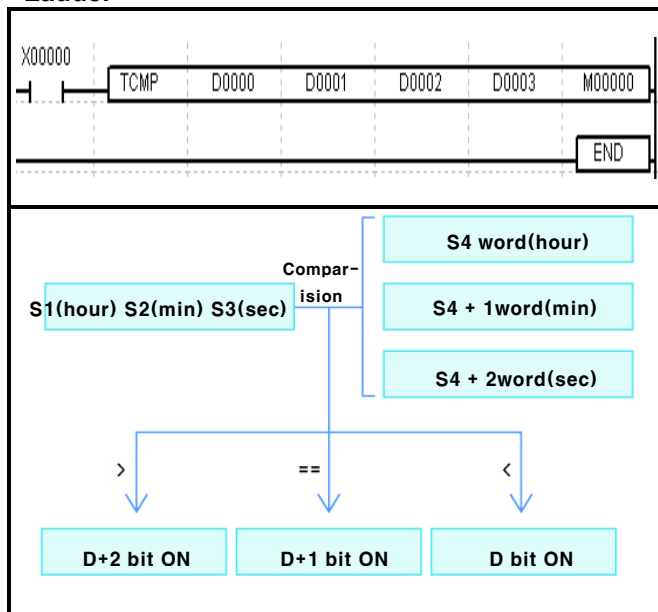 X00000
TCMP D0000 D0001 D0002 D0003 M00000
END
S4 word(hour)
Compar-
ision
S1(hour) S2(min) S3(sec)
S4 + 1word(min)
S4 + 2word(sec)
> == <
D+2 bit ON D+1 bit ON D bit ON